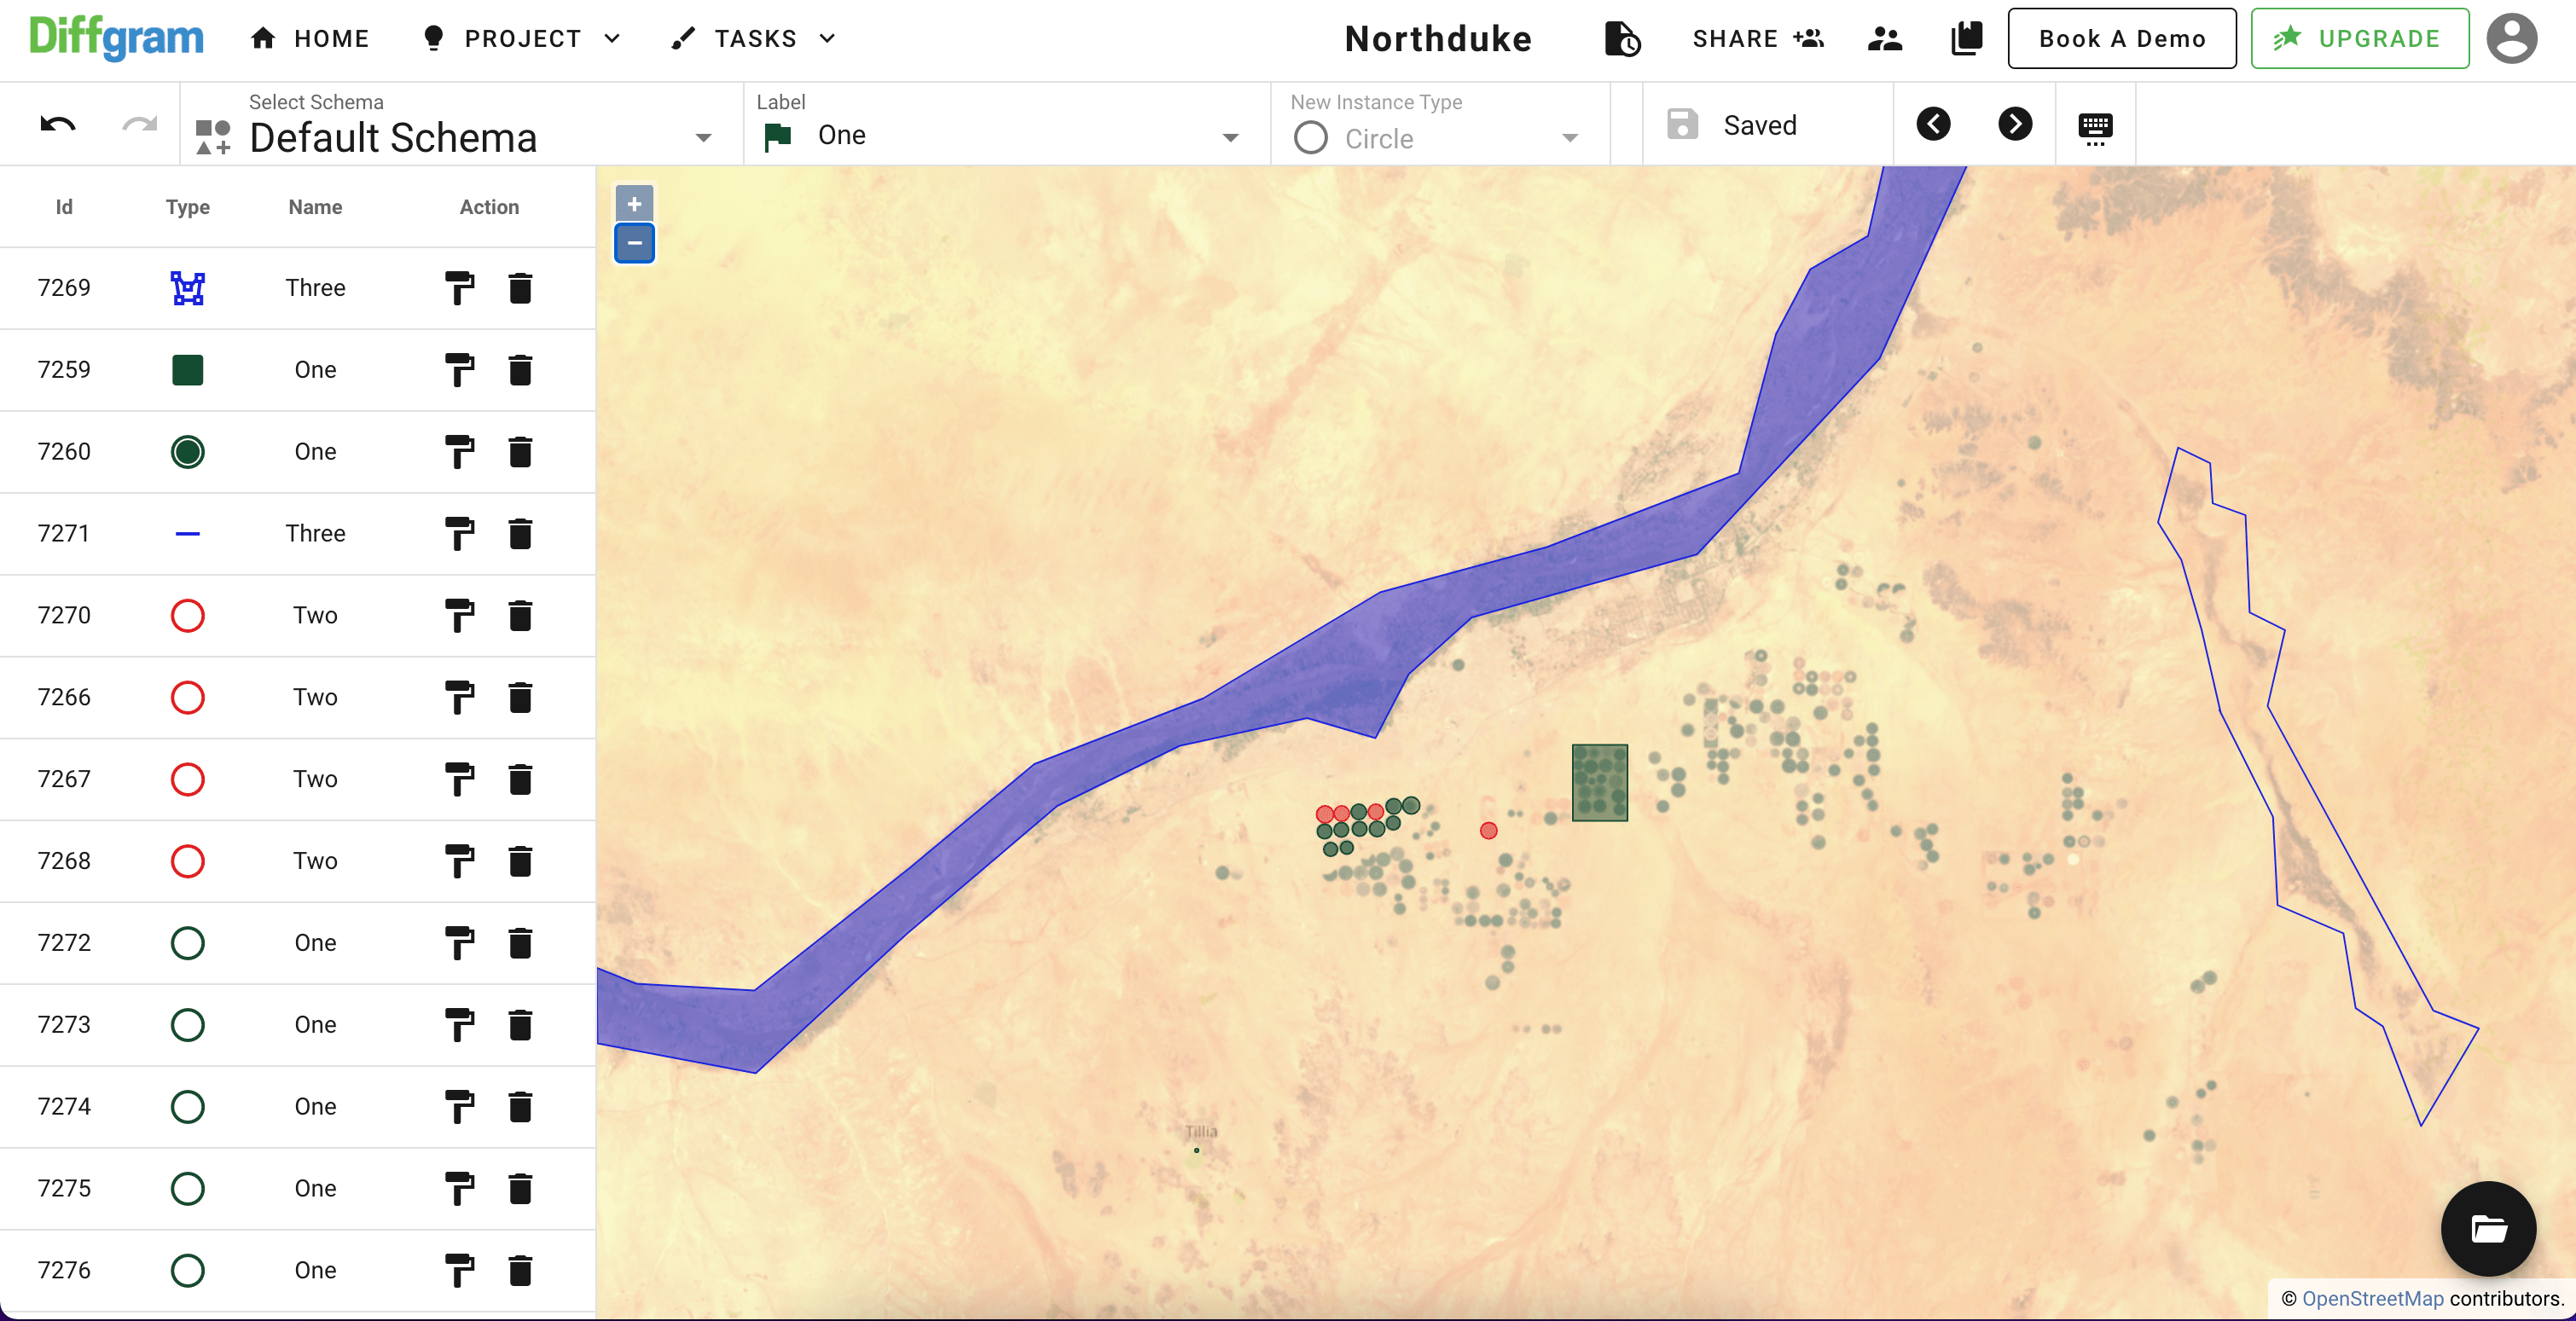 Diffgram HOME PROJECT TASKS Northduke SHARE Book A Demo UPGRADE
Select Schema Label New Instance Type
Default Schema One Circle Saved
Id Type Name Action
7269 Three
7259 One
7260 One
7271 Three
7270 Two
7266 Two
7267 Two
7268 Two
7272 One
7273 One
7274 One
7275 One
7276 One
+
−
Tillia
© OpenStreetMap contributors.